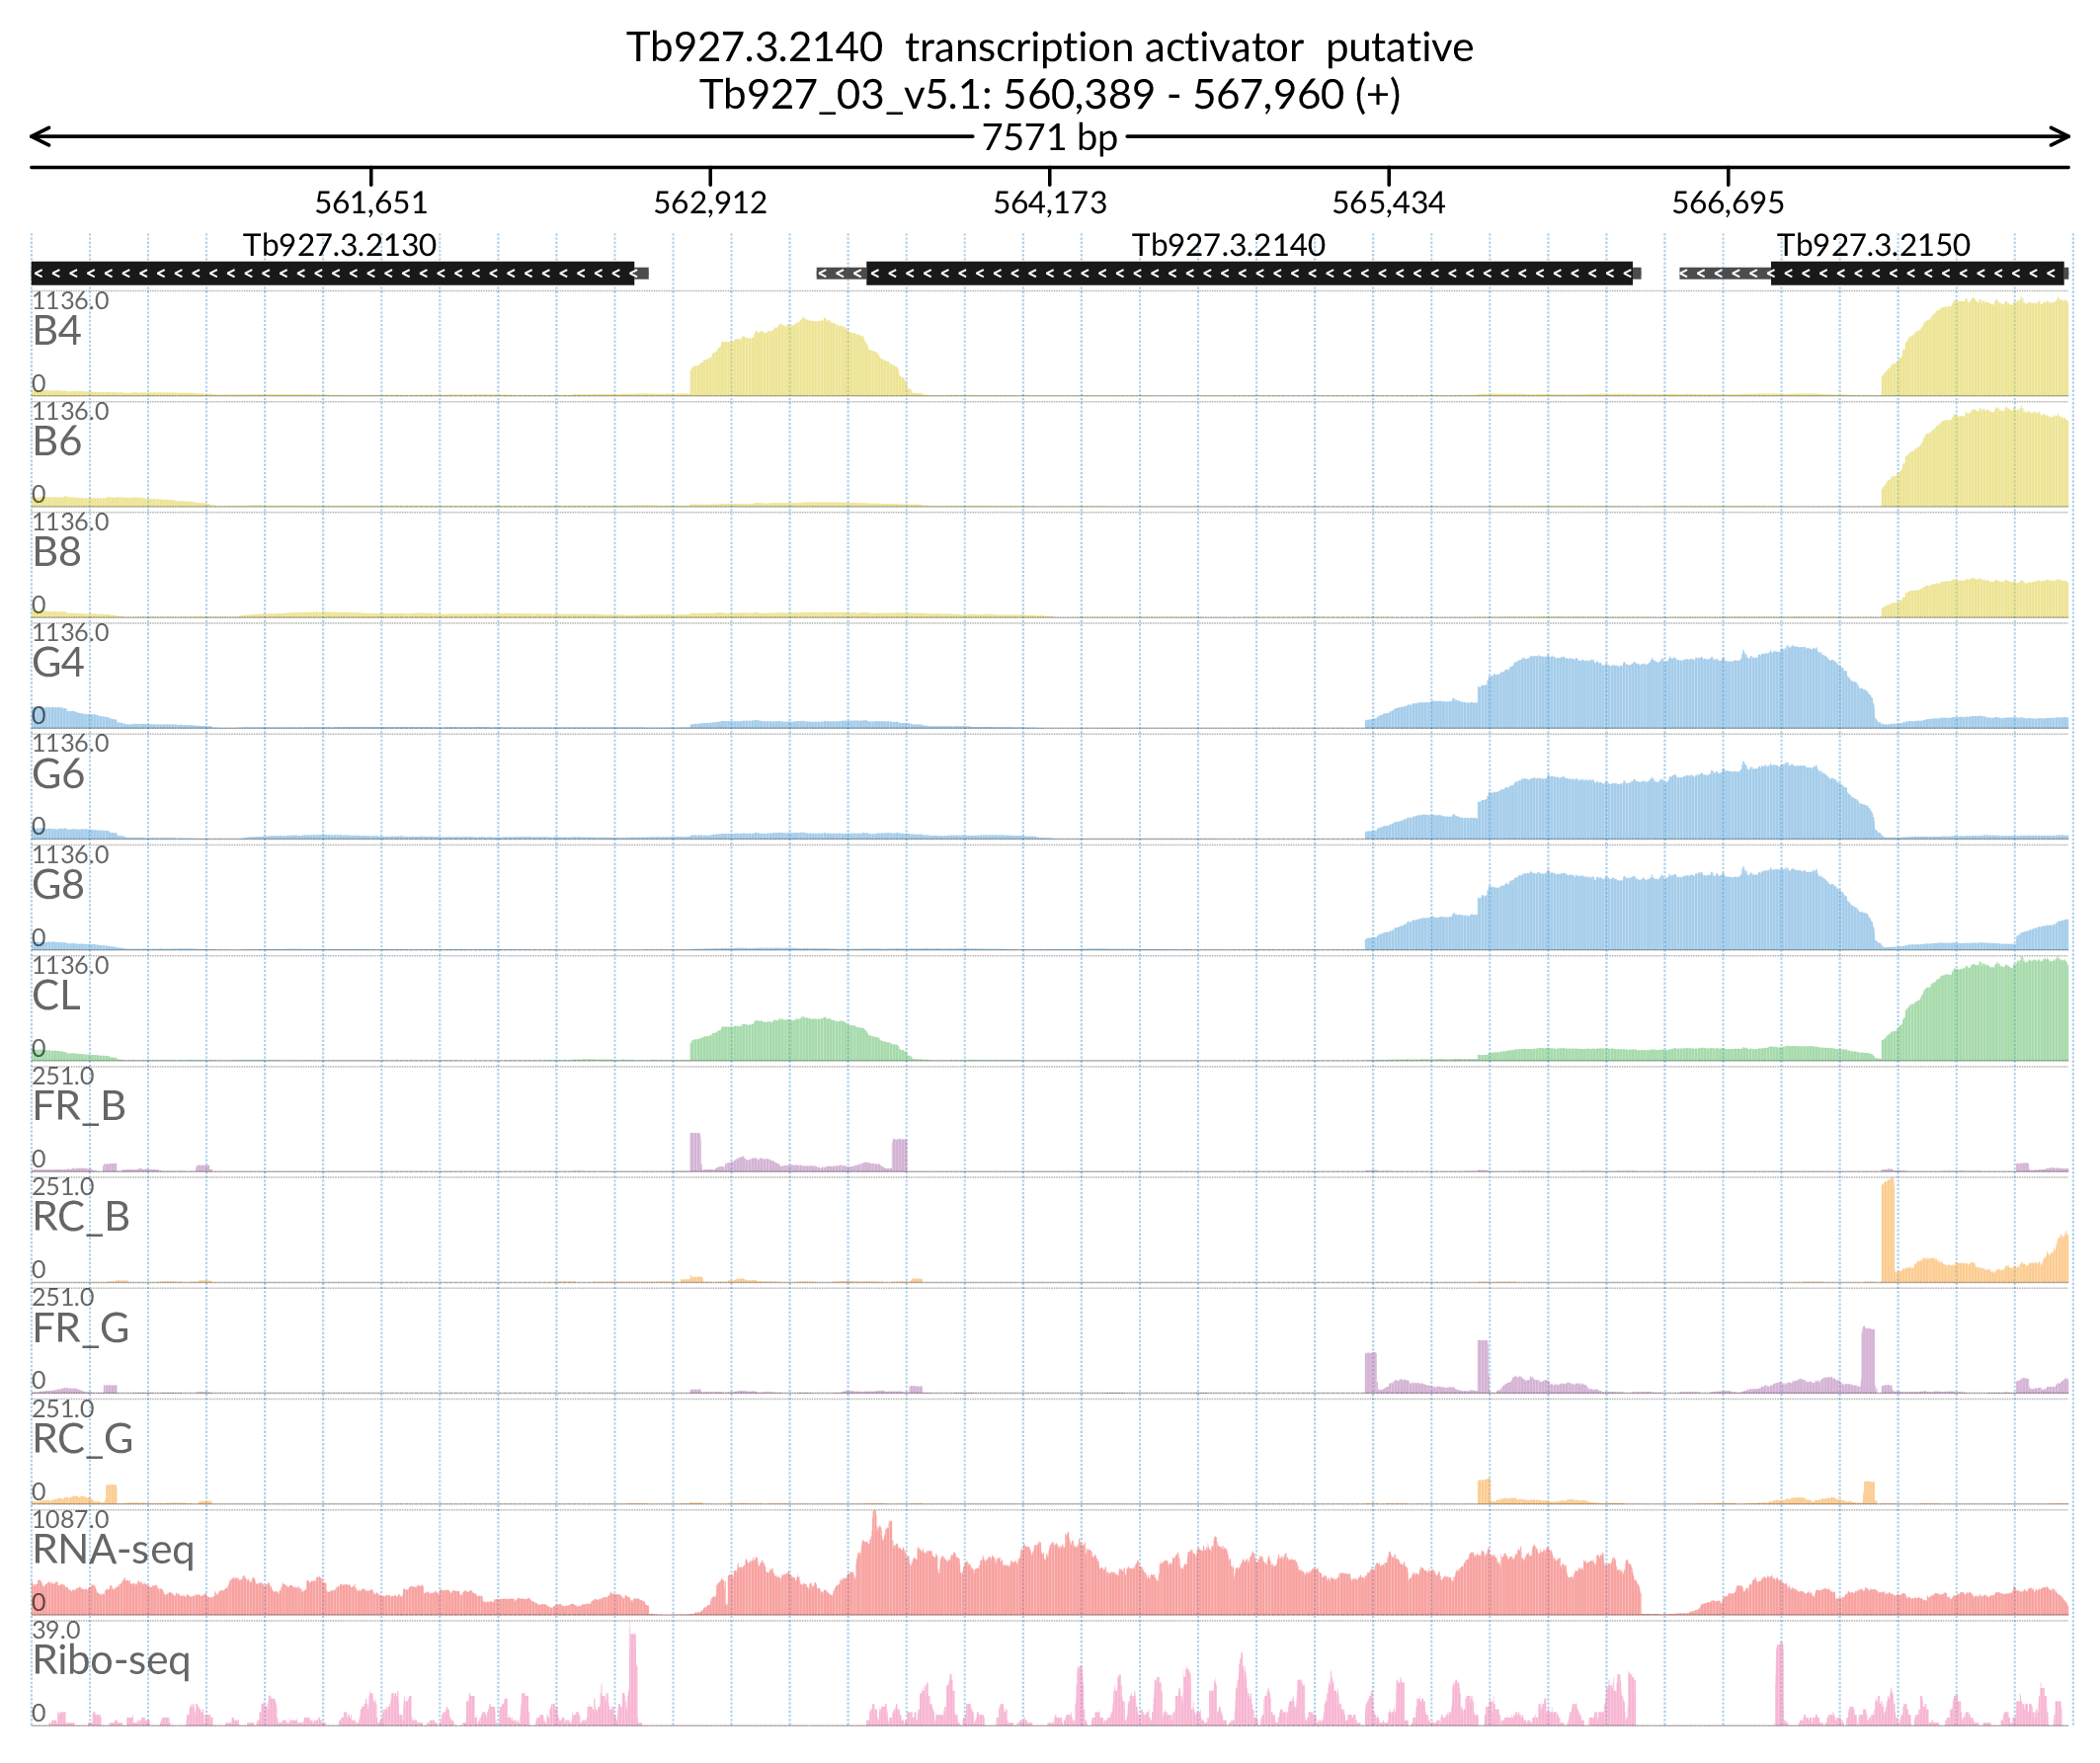 Tb927.3.2140 transcription activator putative
Tb927_03_v5.1: 560,389 - 567,960 (+)
7571 bp
561,651 562,912 564,173 565,434 566,695
Tb927.3.2130 Tb927.3.2140 Tb927.3.2150
1136.0
B4
0
1136.0
B6
0
1136.0
B8
0
1136.0
G4
0
1136.0
G6
0
1136.0
G8
0
1136.0
CL
0
251.0
FR_B
0
251.0
RC_B
0
251.0
FR_G
0
251.0
RC_G
0
1087.0
RNA-seq
0
39.0
Ribo-seq
0